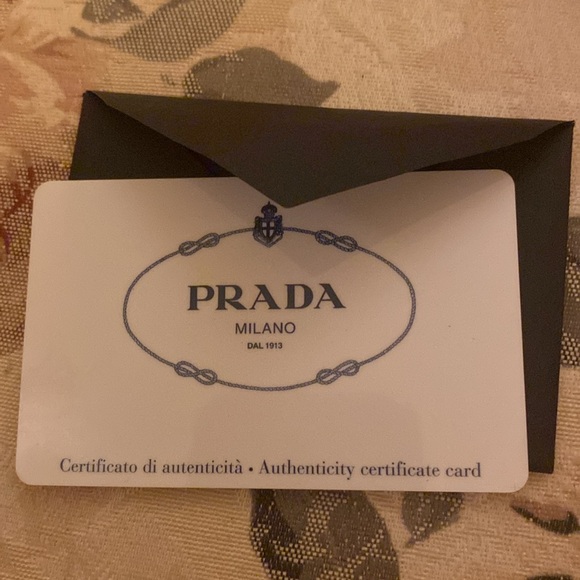 PRADA
MILANO
DAL 1913
Certificato di autenticità • Authenticity certificate card